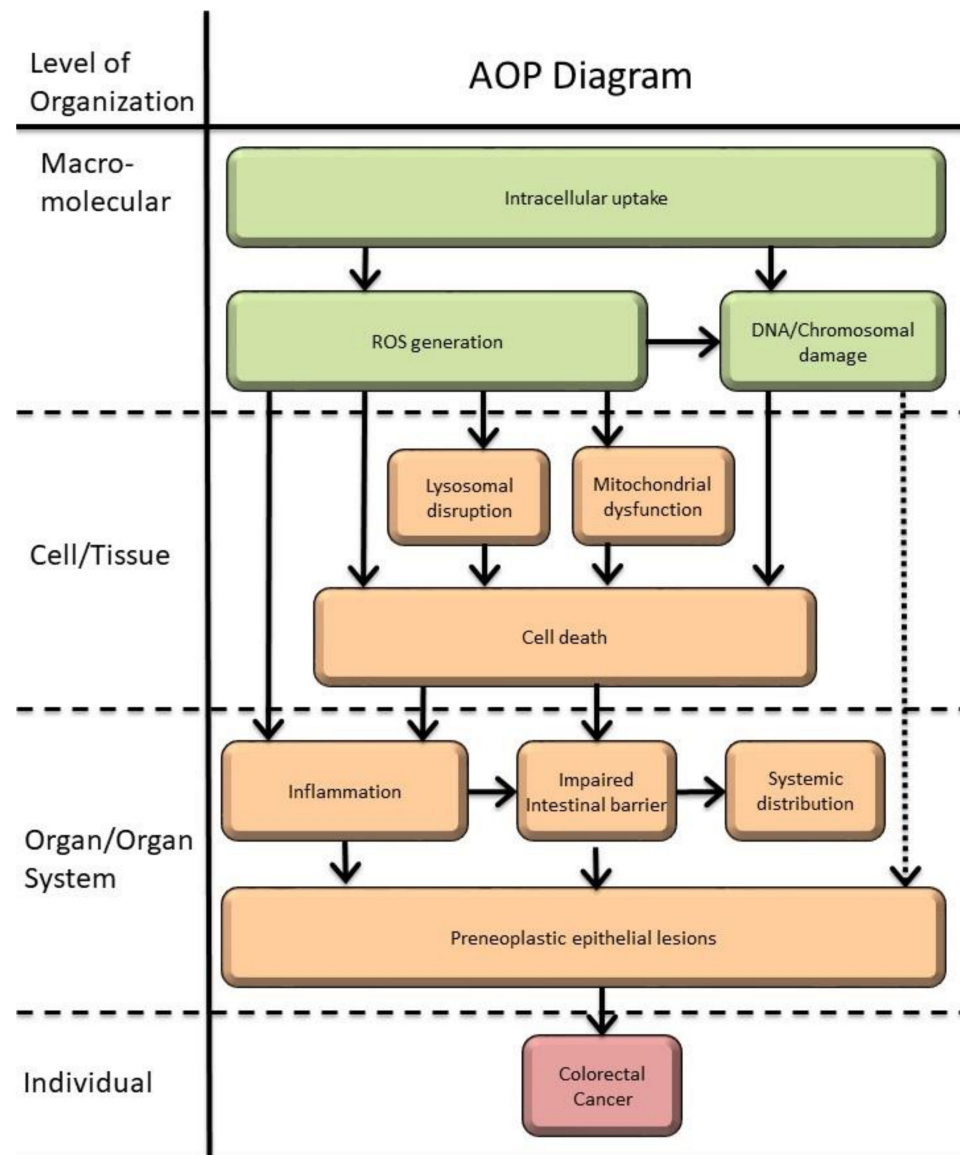 Level of
Organization
AOP Diagram
Macro-
molecular
Intracellular uptake
ROS generation
DNA/Chromosomal
damage
Cell/Tissue
Lysosomal
disruption
Mitochondrial
dysfunction
Cell death
Organ/Organ
System
Inflammation
Impaired
Intestinal barrier
Systemic
distribution
Preneoplastic epithelial lesions
Individual
Colorectal
Cancer